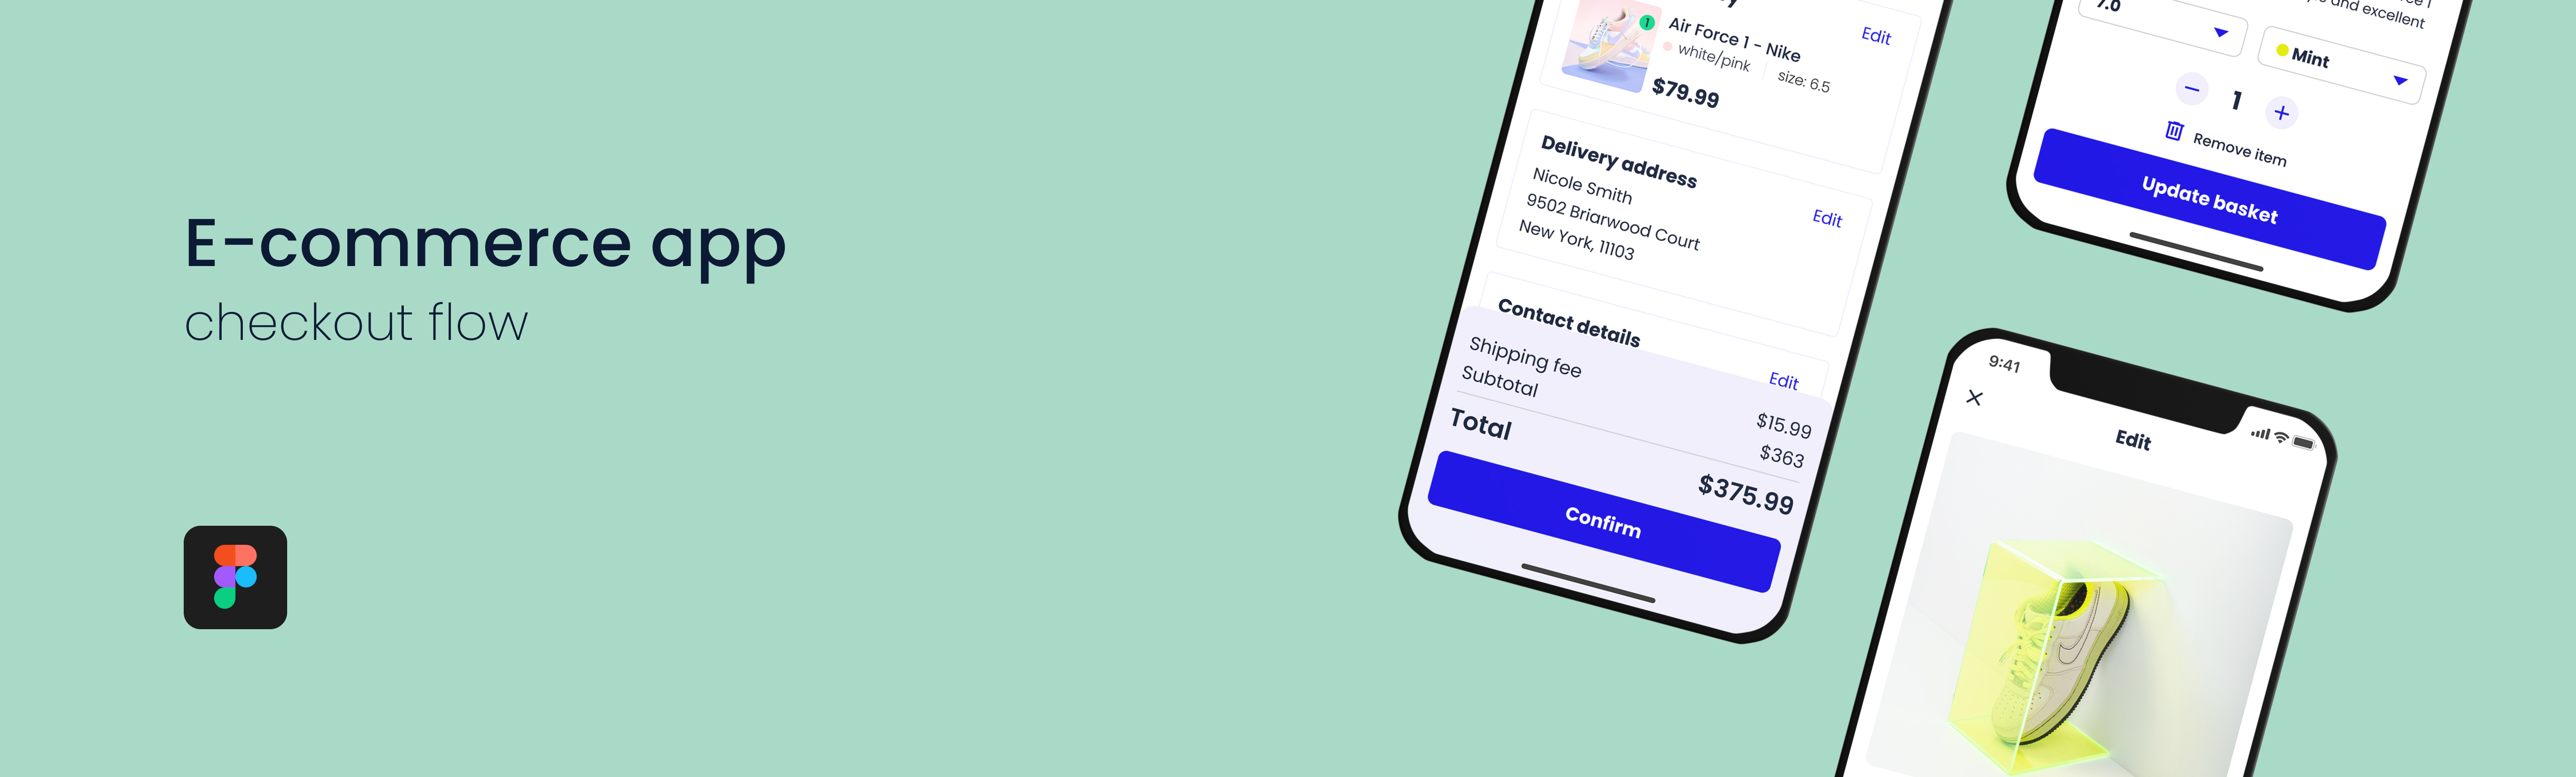 E-commerce app
checkout flow
Air Force 1 - Nike
white/pink
size: 6.5
$79.99
Edit
1
Delivery address
Nicole Smith
9502 Briarwood Court
New York, 11103
Edit
Contact details
Edit
Shipping fee
$15.99
Subtotal
$363
Total
$375.99
Confirm
and excellent
7.0
Mint
1
Remove item
Update basket
9:41
Edit